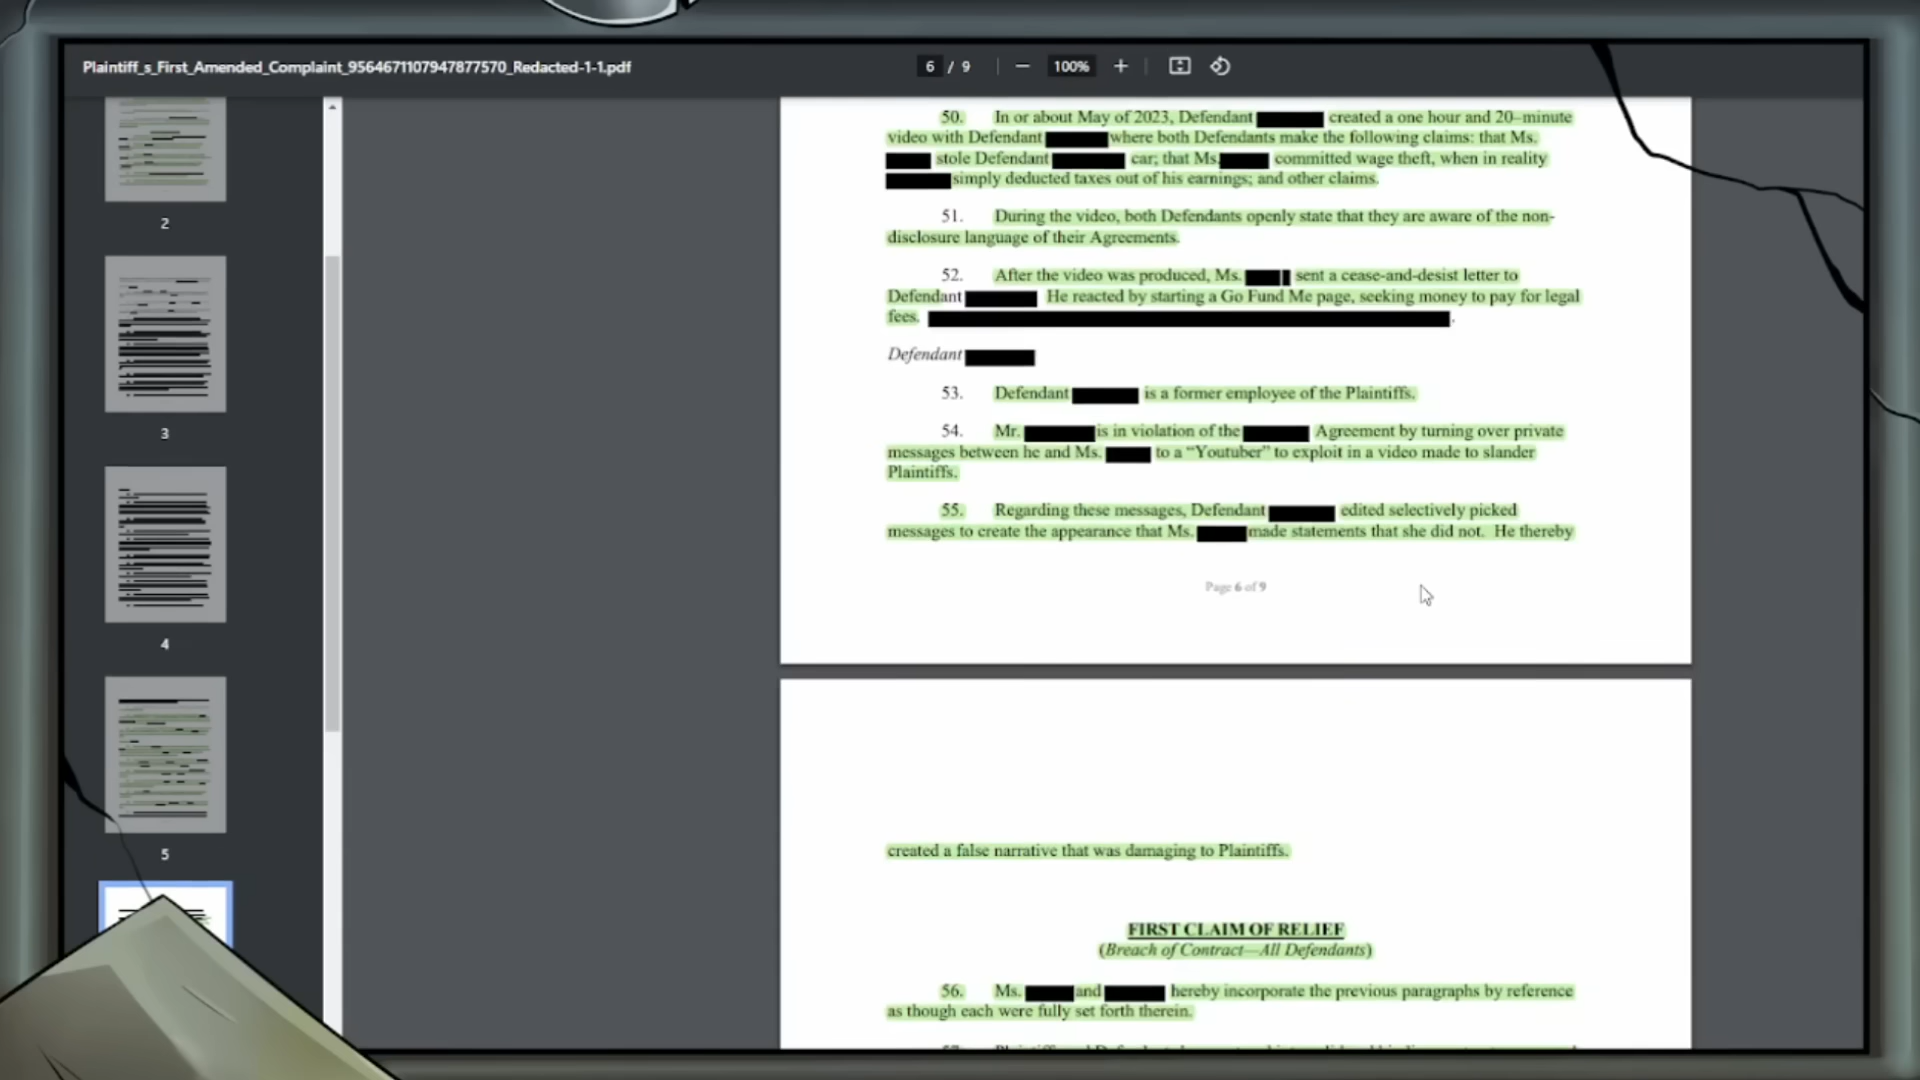 Plaintiff_s_First_Amended_Complaint_9564671107947877570_Redacted-1-1.pdf
6 / 9
100%
2
3
4
5
50. In or about May of 2023, Defendant created a one hour and 20–minute
video with Defendant where both Defendants make the following claims: that Ms.
stole Defendant car; that Ms. committed wage theft, when in reality
simply deducted taxes out of his earnings; and other claims.
51. During the video, both Defendants openly state that they are aware of the non-
disclosure language of their Agreements.
52. After the video was produced, Ms. sent a cease-and-desist letter to
Defendant He reacted by starting a Go Fund Me page, seeking money to pay for legal
fees. .
Defendant
53. Defendant is a former employee of the Plaintiffs.
54. Mr. is in violation of the Agreement by turning over private
messages between he and Ms. to a “Youtuber” to exploit in a video made to slander
Plaintiffs.
55. Regarding these messages, Defendant edited selectively picked
messages to create the appearance that Ms. made statements that she did not. He thereby
Page 6 of 9
created a false narrative that was damaging to Plaintiffs.
FIRST CLAIM OF RELIEF
(Breach of Contract—All Defendants)
56. Ms. and hereby incorporate the previous paragraphs by reference
as though each were fully set forth therein.